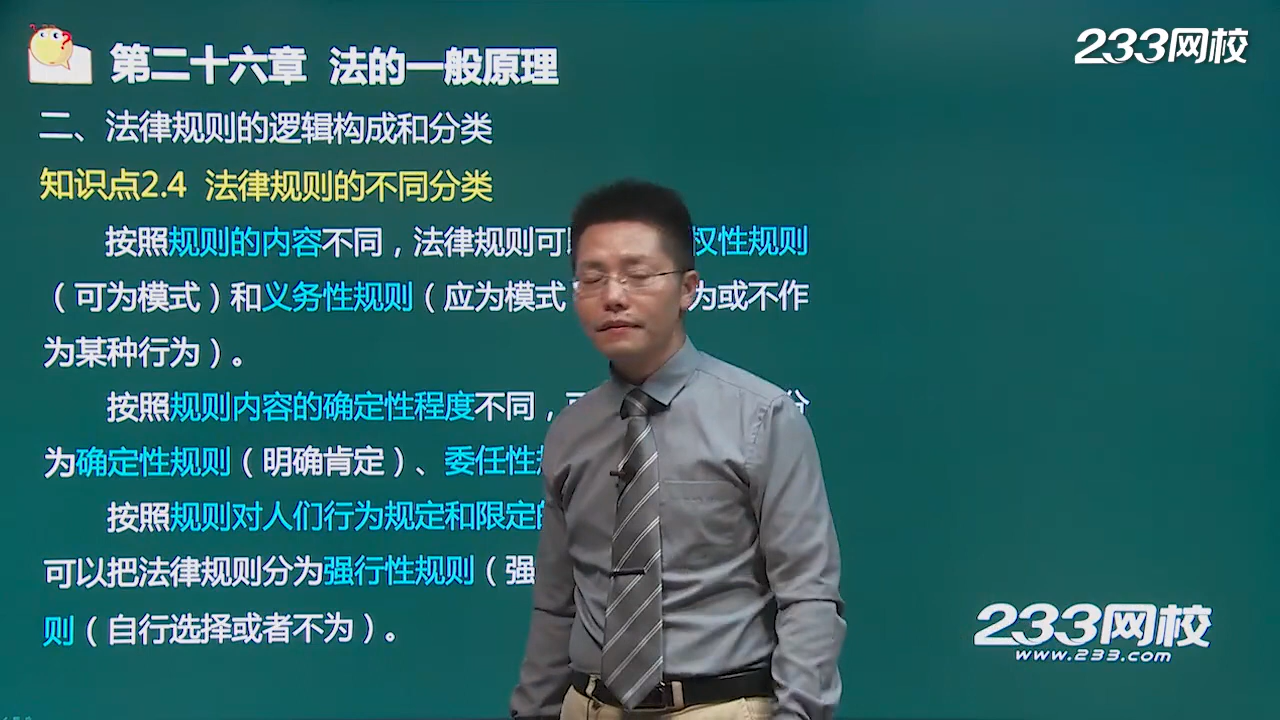 第二十六章 法的一般原理
233网校
二、法律规则的逻辑构成和分类
知识点2.4 法律规则的不同分类
按照规则的内容不同，法律规则可 权性规则
（可为模式）和义务性规则（应为模式 为或不作
为某种行为）。
按照规则内容的确定性程度不同， 分
为确定性规则（明确肯定）、委任性
按照规则对人们行为规定和限定
可以把法律规则分为强行性规则（强
则（自行选择或者不为）。
233网校
www.233.com